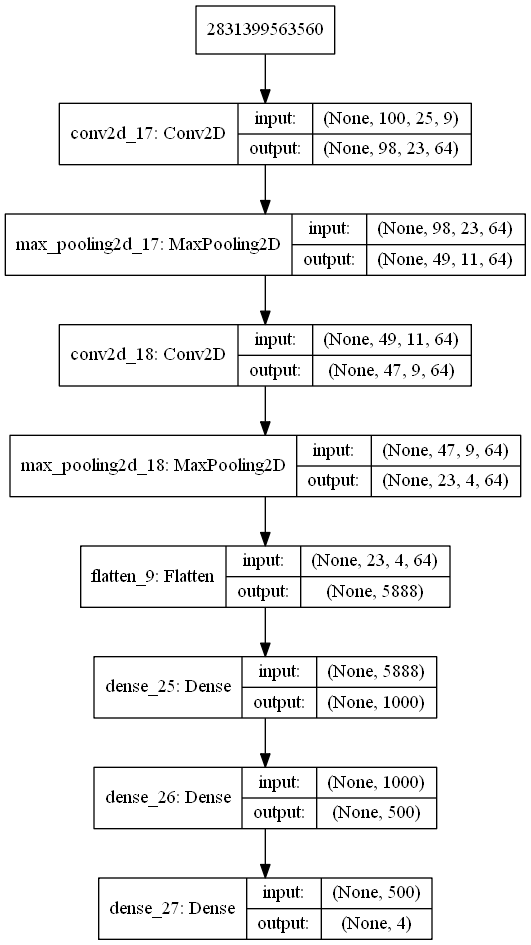 2831399563560
conv2d_17: Conv2D
input:
(None, 100, 25, 9)
output:
(None, 98, 23, 64)
max_pooling2d_17: MaxPooling2D
input:
(None, 98, 23, 64)
output:
(None, 49, 11, 64)
conv2d_18: Conv2D
input:
(None, 49, 11, 64)
output:
(None, 47, 9, 64)
max_pooling2d_18: MaxPooling2D
input:
(None, 47, 9, 64)
output:
(None, 23, 4, 64)
flatten_9: Flatten
input:
(None, 23, 4, 64)
output:
(None, 5888)
dense_25: Dense
input:
(None, 5888)
output:
(None, 1000)
dense_26: Dense
input:
(None, 1000)
output:
(None, 500)
dense_27: Dense
input:
(None, 500)
output:
(None, 4)